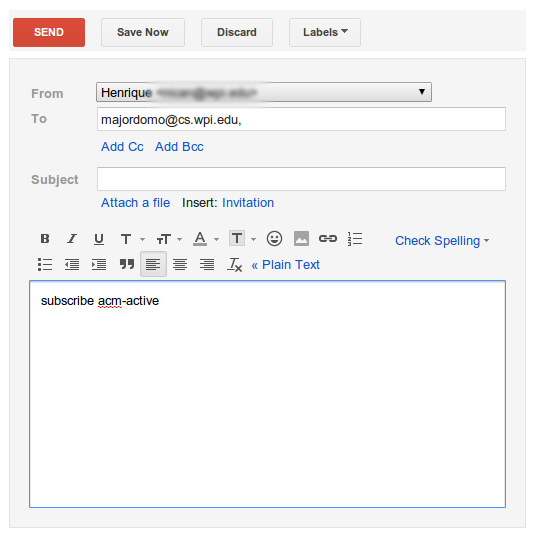 SEND Save Now Discard Labels
From Henrique
To majordomo@cs.wpi.edu,
Add Cc Add Bcc
Subject
Attach a file Insert: Invitation
B I U T TT A T Check Spelling
« Plain Text
subscribe acm-active